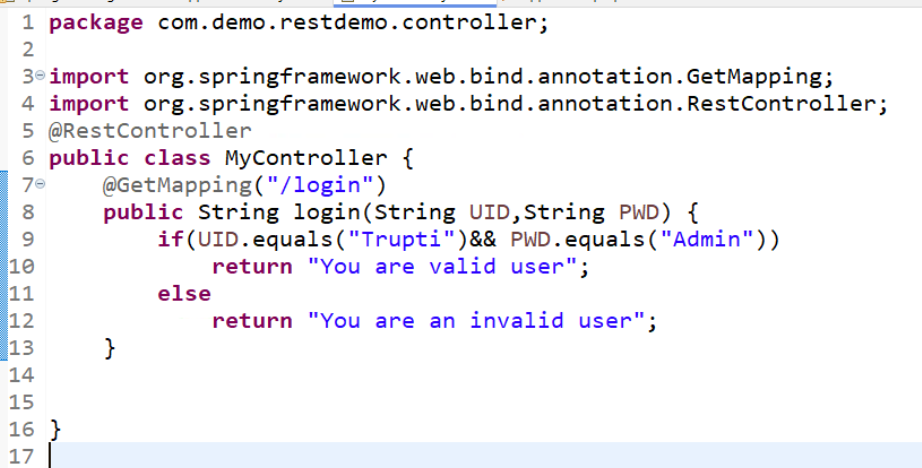 1 package com.demo.restdemo.controller;
2
3 import org.springframework.web.bind.annotation.GetMapping;
4 import org.springframework.web.bind.annotation.RestController;
5 @RestController
6 public class MyController {
7 @GetMapping("/login")
8 public String login(String UID,String PWD) {
9 if(UID.equals("Trupti")&& PWD.equals("Admin"))
10 return "You are valid user";
11 else
12 return "You are an invalid user";
13 }
14
15
16 }
17